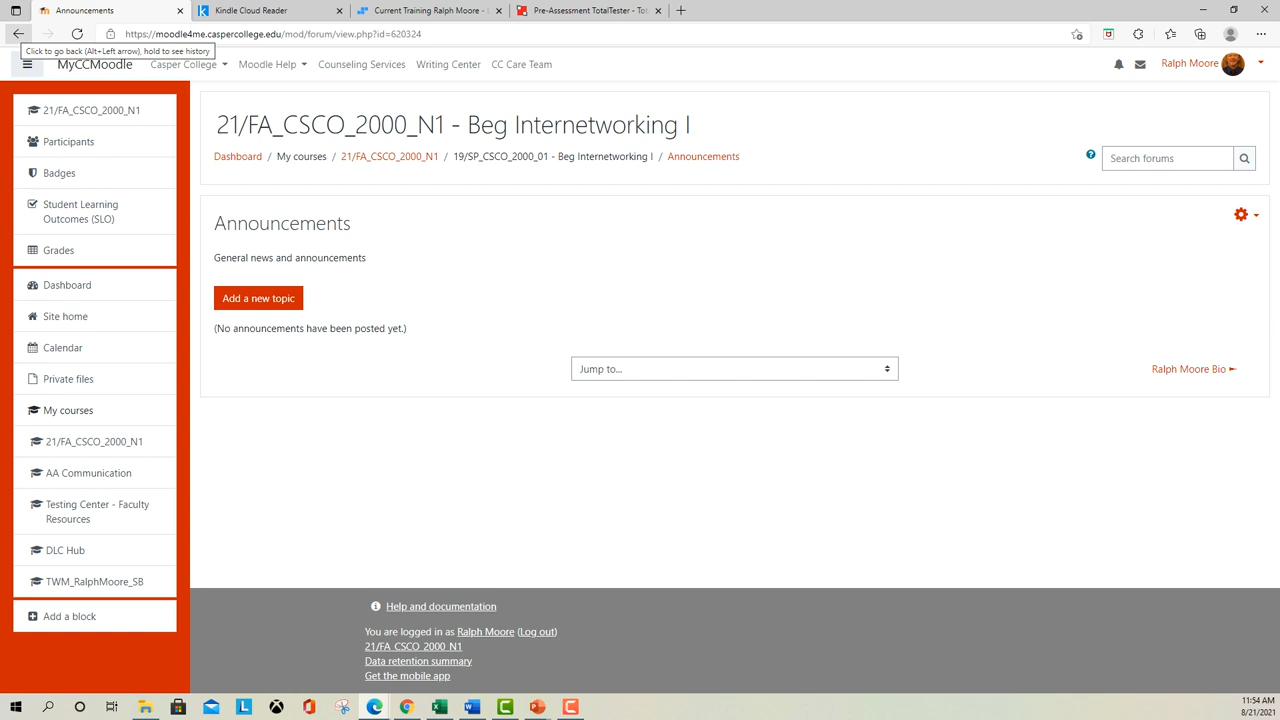 Announcements
Kindle Cloud Reader
Current Training Ralph Moore - E
Pre-Assessment TotalTester - Tot
https://moodle4me.caspercollege.edu/mod/forum/view.php?id=620324
Click to go back (Alt+Left arrow), hold to see history
MyCCMoodle
Casper College
Moodle Help
Counseling Services
Writing Center
CC Care Team
Ralph Moore
21/FA_CSCO_2000_N1
Participants
Badges
Student Learning
Outcomes (SLO)
Grades
Dashboard
Site home
Calendar
Private files
My courses
21/FA_CSCO_2000_N1
AA Communication
Testing Center - Faculty
Resources
DLC Hub
TWM_RalphMoore_SB
Add a block
21/FA_CSCO_2000_N1 - Beg Internetworking I
Dashboard / My courses / 21/FA_CSCO_2000_N1 / 19/SP_CSCO_2000_01 - Beg Internetworking I / Announcements
Search forums
Announcements
General news and announcements
Add a new topic
(No announcements have been posted yet.)
Jump to...
Ralph Moore Bio ►
Help and documentation
You are logged in as Ralph Moore (Log out)
21/FA_CSCO_2000_N1
Data retention summary
Get the mobile app
11:54 AM
8/21/2021